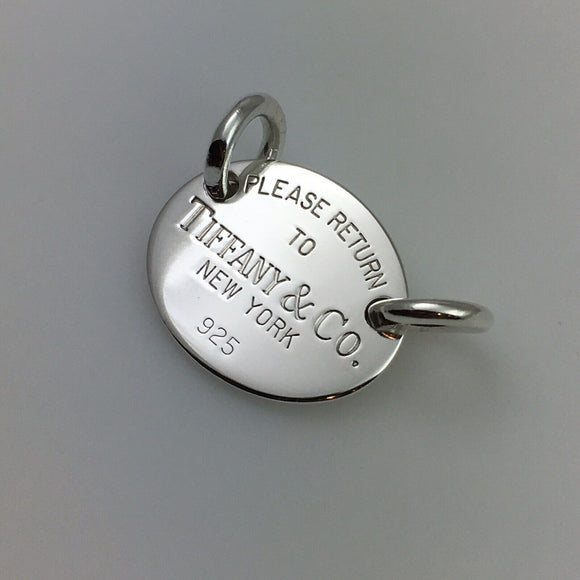 PLEASE RETURN
TO
TIFFANY & CO.
NEW YORK
925